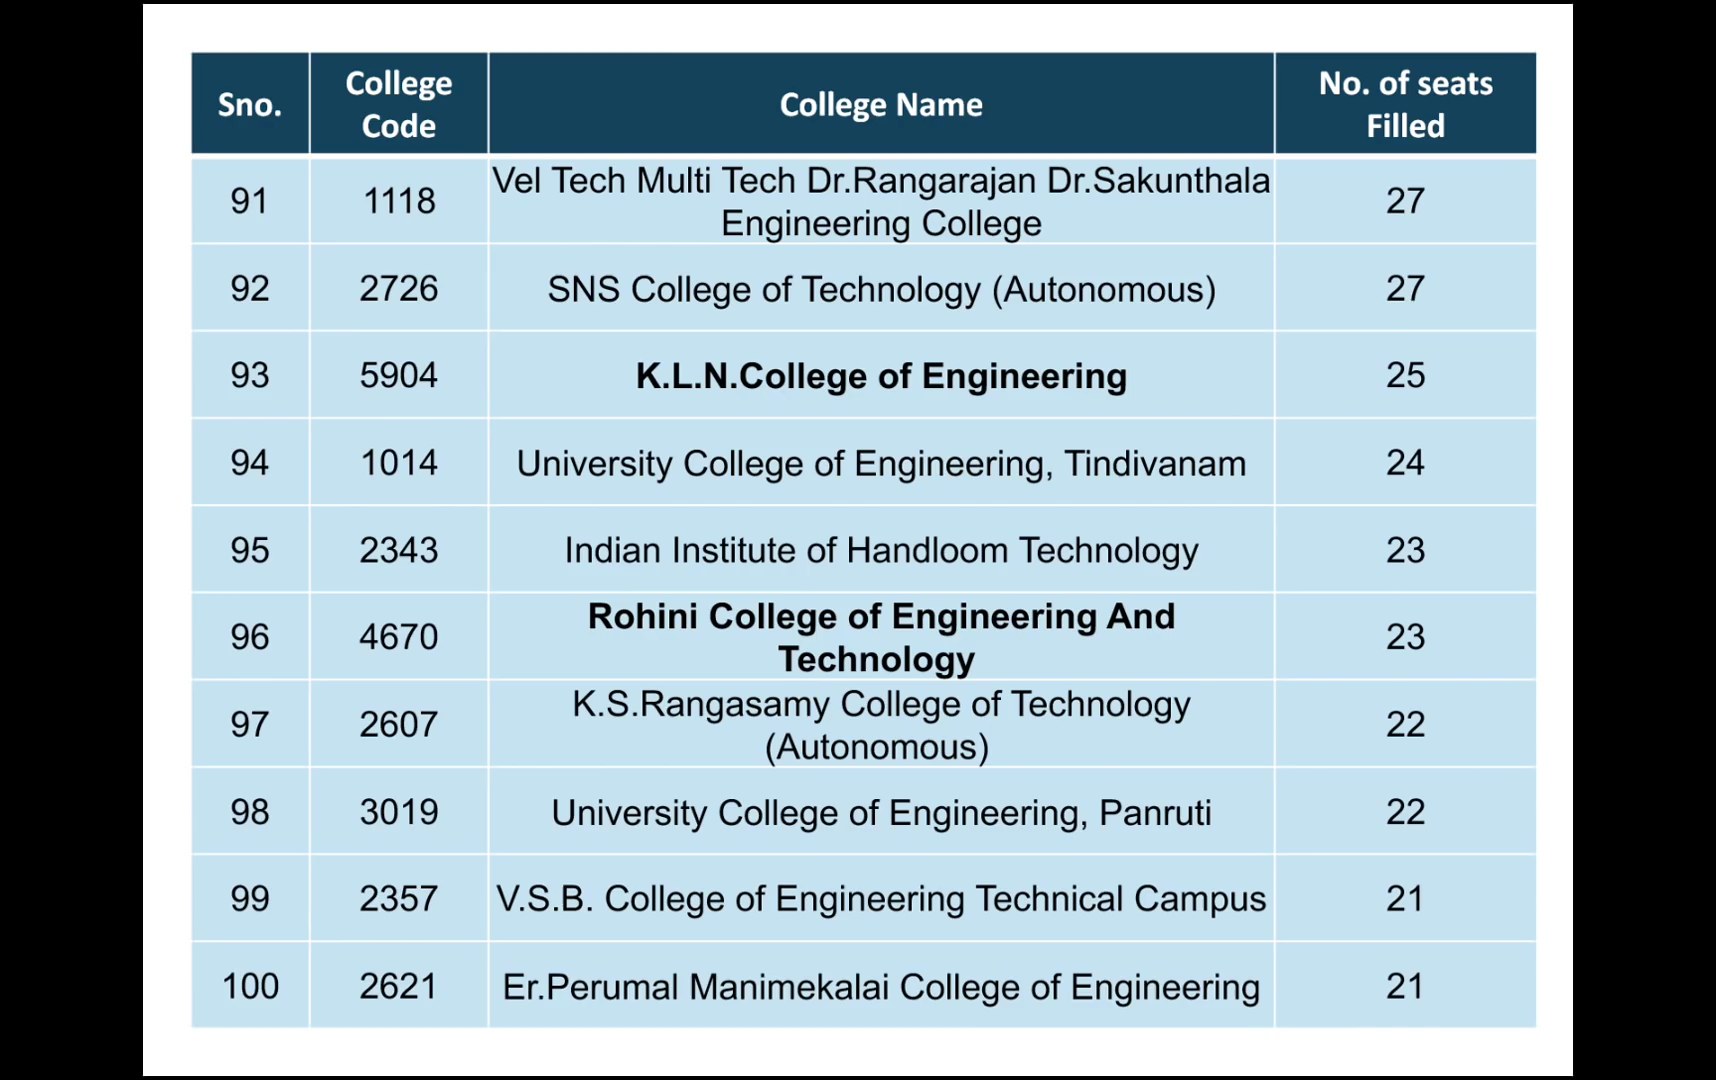 Sno.
College
Code
College Name
No. of seats
Filled
91
1118
Vel Tech Multi Tech Dr.Rangarajan Dr.Sakunthala
Engineering College
27
92
2726
SNS College of Technology (Autonomous)
27
93
5904
K.L.N.College of Engineering
25
94
1014
University College of Engineering, Tindivanam
24
95
2343
Indian Institute of Handloom Technology
23
96
4670
Rohini College of Engineering And
Technology
23
97
2607
K.S.Rangasamy College of Technology
(Autonomous)
22
98
3019
University College of Engineering, Panruti
22
99
2357
V.S.B. College of Engineering Technical Campus
21
100
2621
Er.Perumal Manimekalai College of Engineering
21